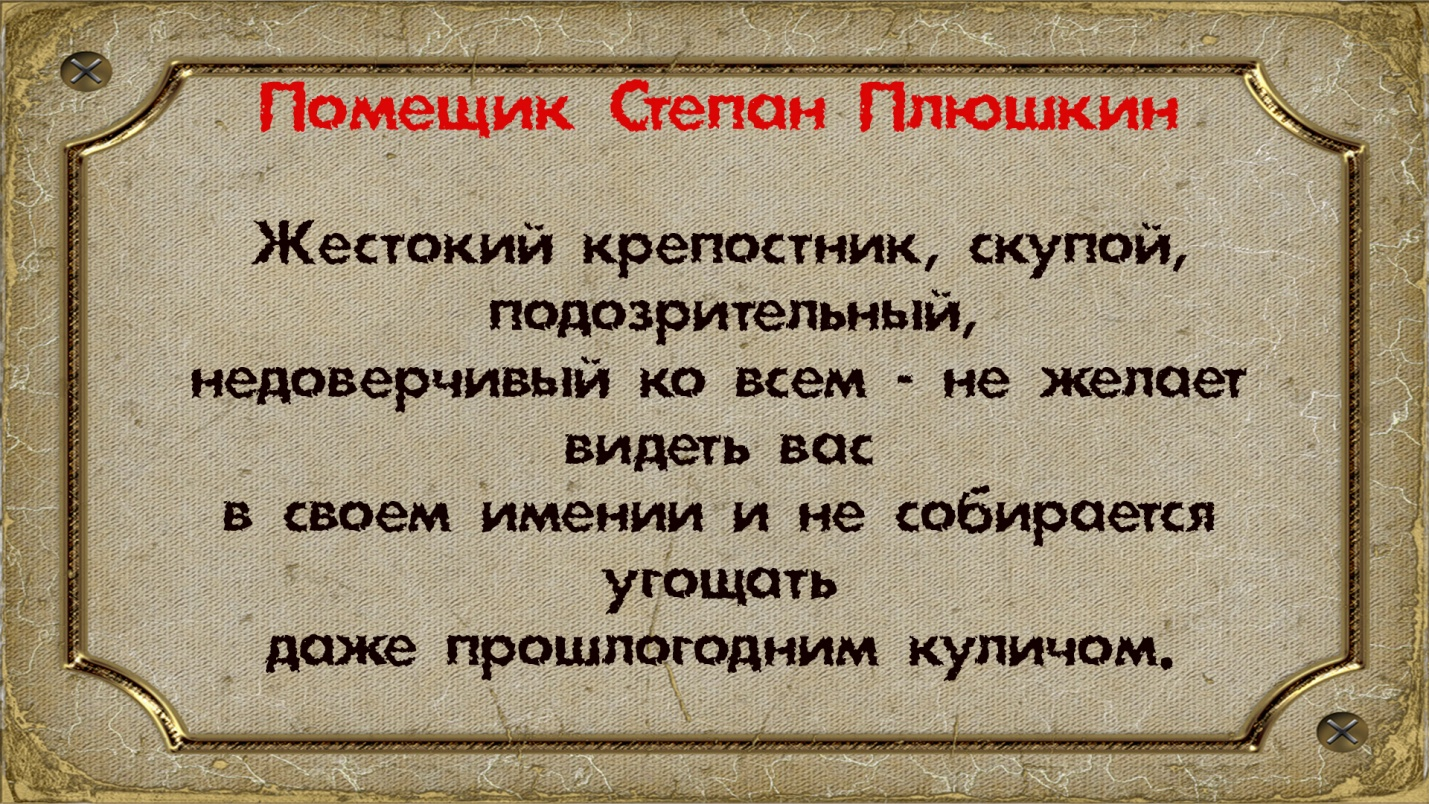 Помещик Степан Плюшкин
Жестокий крепостник, скупой,
подозрительный,
недоверчивый ко всем - не желает
видеть вас
в своем имении и не собирается
угощать
даже прошлогодним куличом.